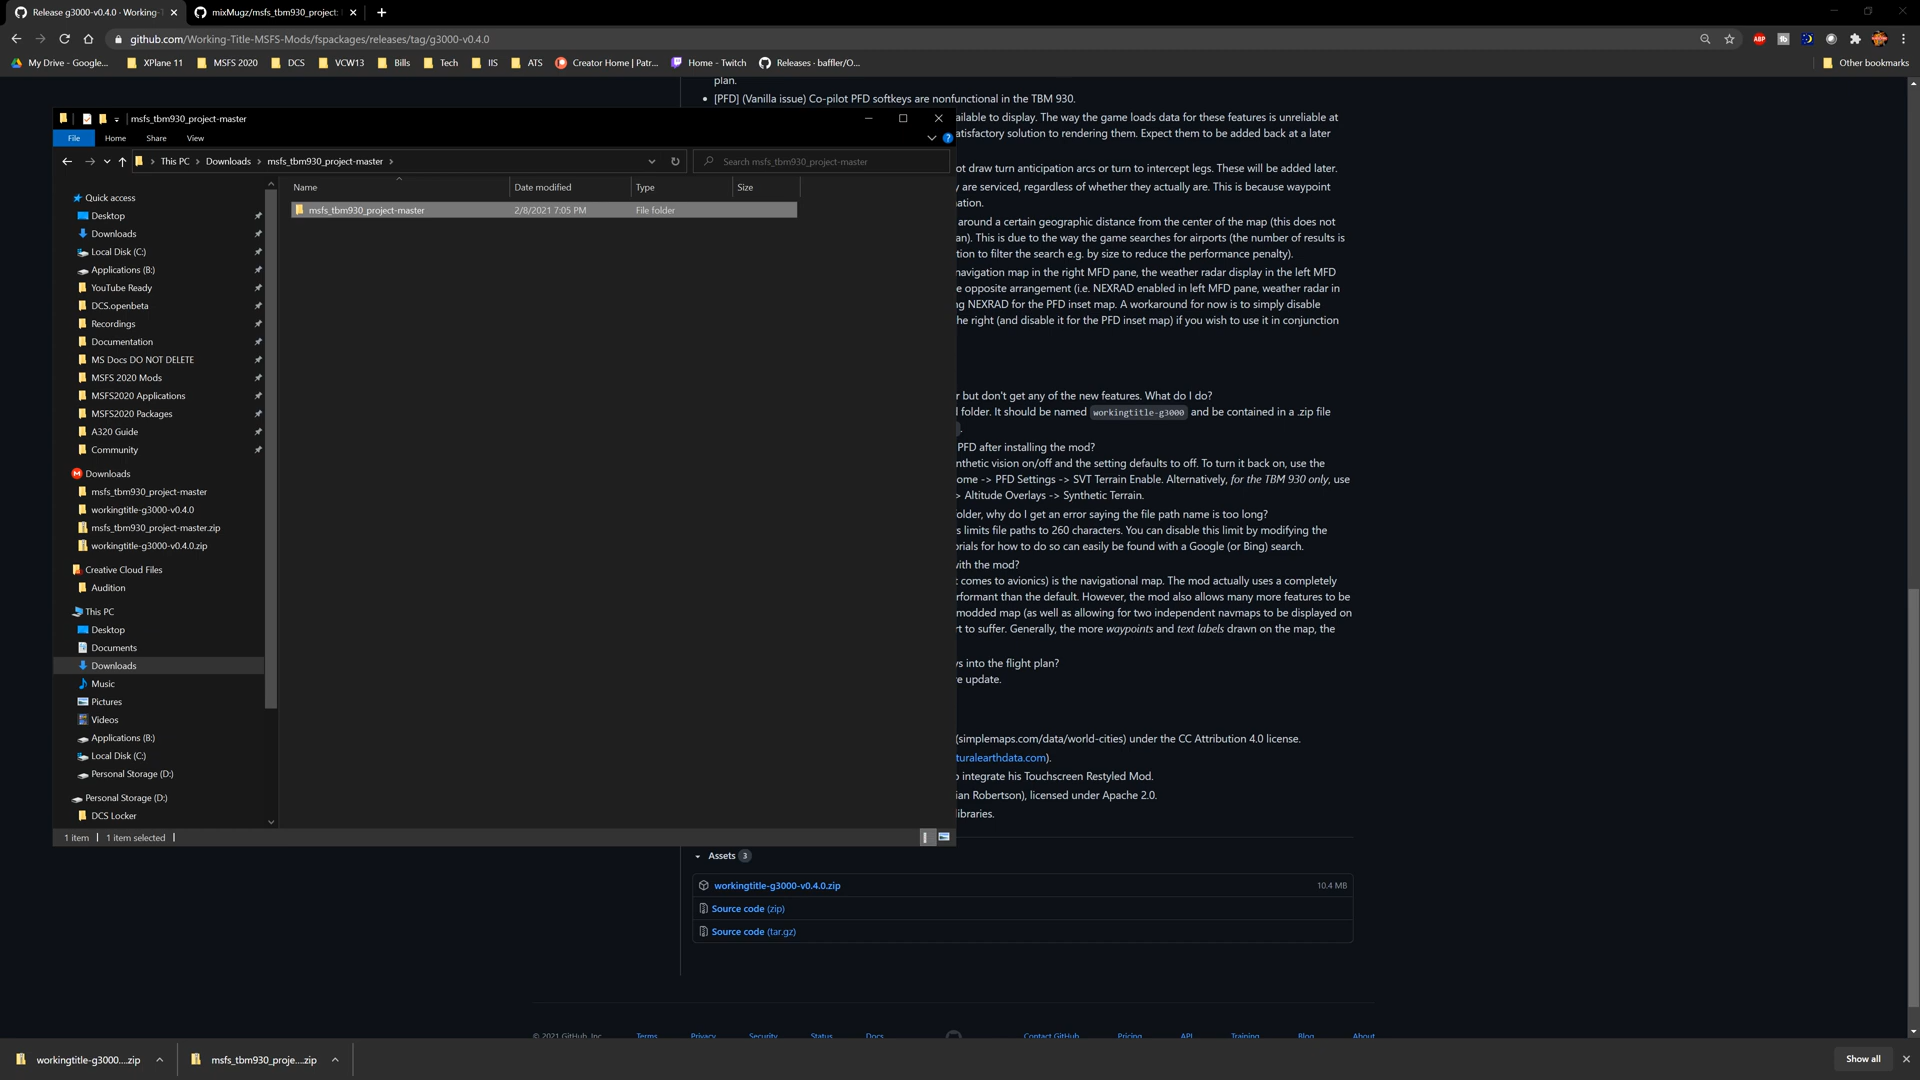 Release g3000-v0.4.0 · Working-T
mixMugz/msfs_tbm930_project:
github.com/Working-Title-MSFS-Mods/fspackages/releases/tag/g3000-v0.4.0
ABP
My Drive - Google...
XPlane 11
MSFS 2020
DCS
VCW13
Bills
Tech
IIS
ATS
Creator Home | Patr...
Home - Twitch
Releases · baffler/O...
Other bookmarks
plan.
[PFD] (Vanilla issue) Co-pilot PFD softkeys are nonfunctional in the TBM 930.
msfs_tbm930_project-master
File
Home
Share
View
This PC
Downloads
msfs_tbm930_project-master
Search msfs_tbm930_project-master
Name
Date modified
Type
Size
msfs_tbm930_project-master
2/8/2021 7:05 PM
File folder
Quick access
Desktop
Downloads
Local Disk (C:)
Applications (B:)
YouTube Ready
DCS.openbeta
Recordings
Documentation
MS Docs DO NOT DELETE
MSFS 2020 Mods
MSFS2020 Applications
MSFS2020 Packages
A320 Guide
Community
Downloads
msfs_tbm930_project-master
workingtitle-g3000-v0.4.0
msfs_tbm930_project-master.zip
workingtitle-g3000-v0.4.0.zip
Creative Cloud Files
Audition
This PC
Desktop
Documents
Downloads
Music
Pictures
Videos
Applications (B:)
Local Disk (C:)
Personal Storage (D:)
Personal Storage (D:)
DCS Locker
1 item
1 item selected
ailable to display. The way the game loads data for these features is unreliable at
atisfactory solution to rendering them. Expect them to be added back at a later
ot draw turn anticipation arcs or turn to intercept legs. These will be added later.
y are serviced, regardless of whether they actually are. This is because waypoint
ation.
around a certain geographic distance from the center of the map (this does not
an). This is due to the way the game searches for airports (the number of results is
tion to filter the search e.g. by size to reduce the performance penalty).
navigation map in the right MFD pane, the weather radar display in the left MFD
e opposite arrangement (i.e. NEXRAD enabled in left MFD pane, weather radar in
ng NEXRAD for the PFD inset map. A workaround for now is to simply disable
he right (and disable it for the PFD inset map) if you wish to use it in conjunction
r but don't get any of the new features. What do I do?
l folder. It should be named workingtitle-g3000 and be contained in a .zip file
.
PFD after installing the mod?
nthetic vision on/off and the setting defaults to off. To turn it back on, use the
ome -> PFD Settings -> SVT Terrain Enable. Alternatively, for the TBM 930 only, use
> Altitude Overlays -> Synthetic Terrain.
older, why do I get an error saying the file path name is too long?
s limits file paths to 260 characters. You can disable this limit by modifying the
orials for how to do so can easily be found with a Google (or Bing) search.
with the mod?
t comes to avionics) is the navigational map. The mod actually uses a completely
rformant than the default. However, the mod also allows many more features to be
modded map (as well as allowing for two independent navmaps to be displayed on
rt to suffer. Generally, the more waypoints and text labels drawn on the map, the
ys into the flight plan?
re update.
(simplemaps.com/data/world-cities) under the CC Attribution 4.0 license.
turalearthdata.com).
o integrate his Touchscreen Restyled Mod.
ian Robertson), licensed under Apache 2.0.
libraries.
Assets 3
workingtitle-g3000-v0.4.0.zip
10.4 MB
Source code (zip)
Source code (tar.gz)
© 2021 GitHub, Inc.
Terms
Privacy
Security
Status
Docs
Contact GitHub
Pricing
API
Training
Blog
About
workingtitle-g3000....zip
msfs_tbm930_proje....zip
Show all